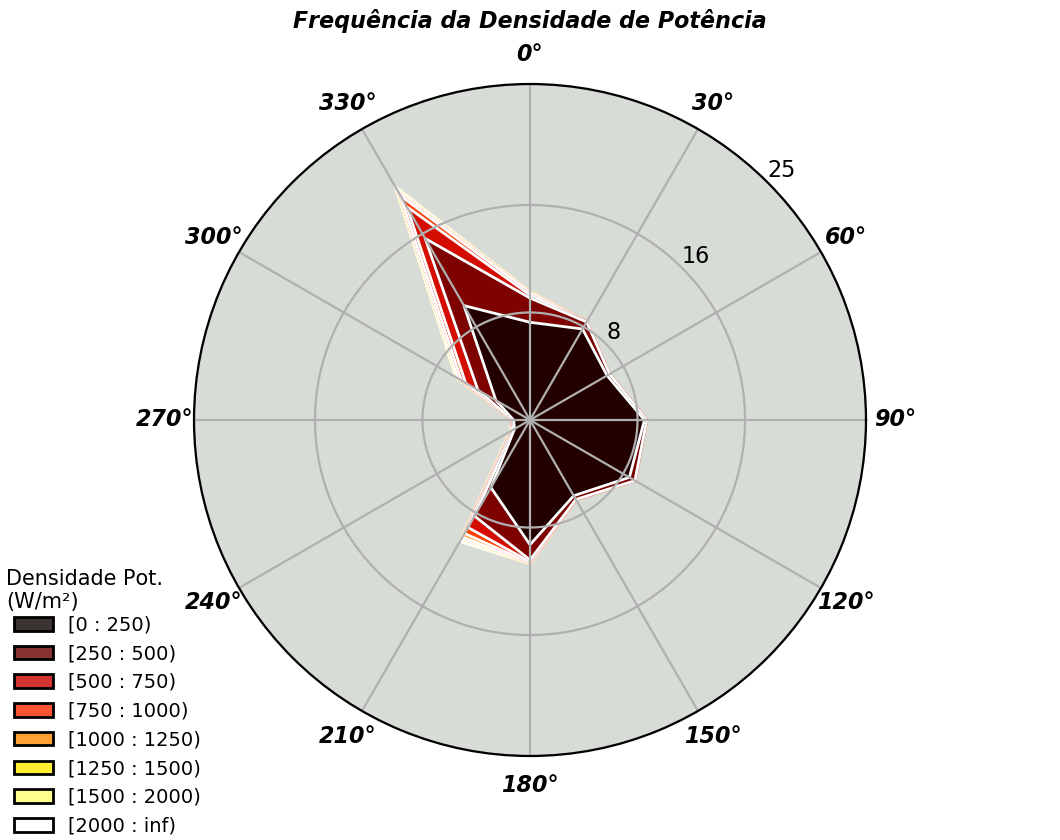 Frequência da Densidade de Potência
0°
330°
30°
25
300°
60°
16
8
270°
90°
Densidade Pot.
(W/m²)
240°
120°
[0 : 250)
[250 : 500)
[500 : 750)
[750 : 1000)
210°
150°
[1000 : 1250)
[1250 : 1500)
180°
[1500 : 2000)
[2000 : inf)